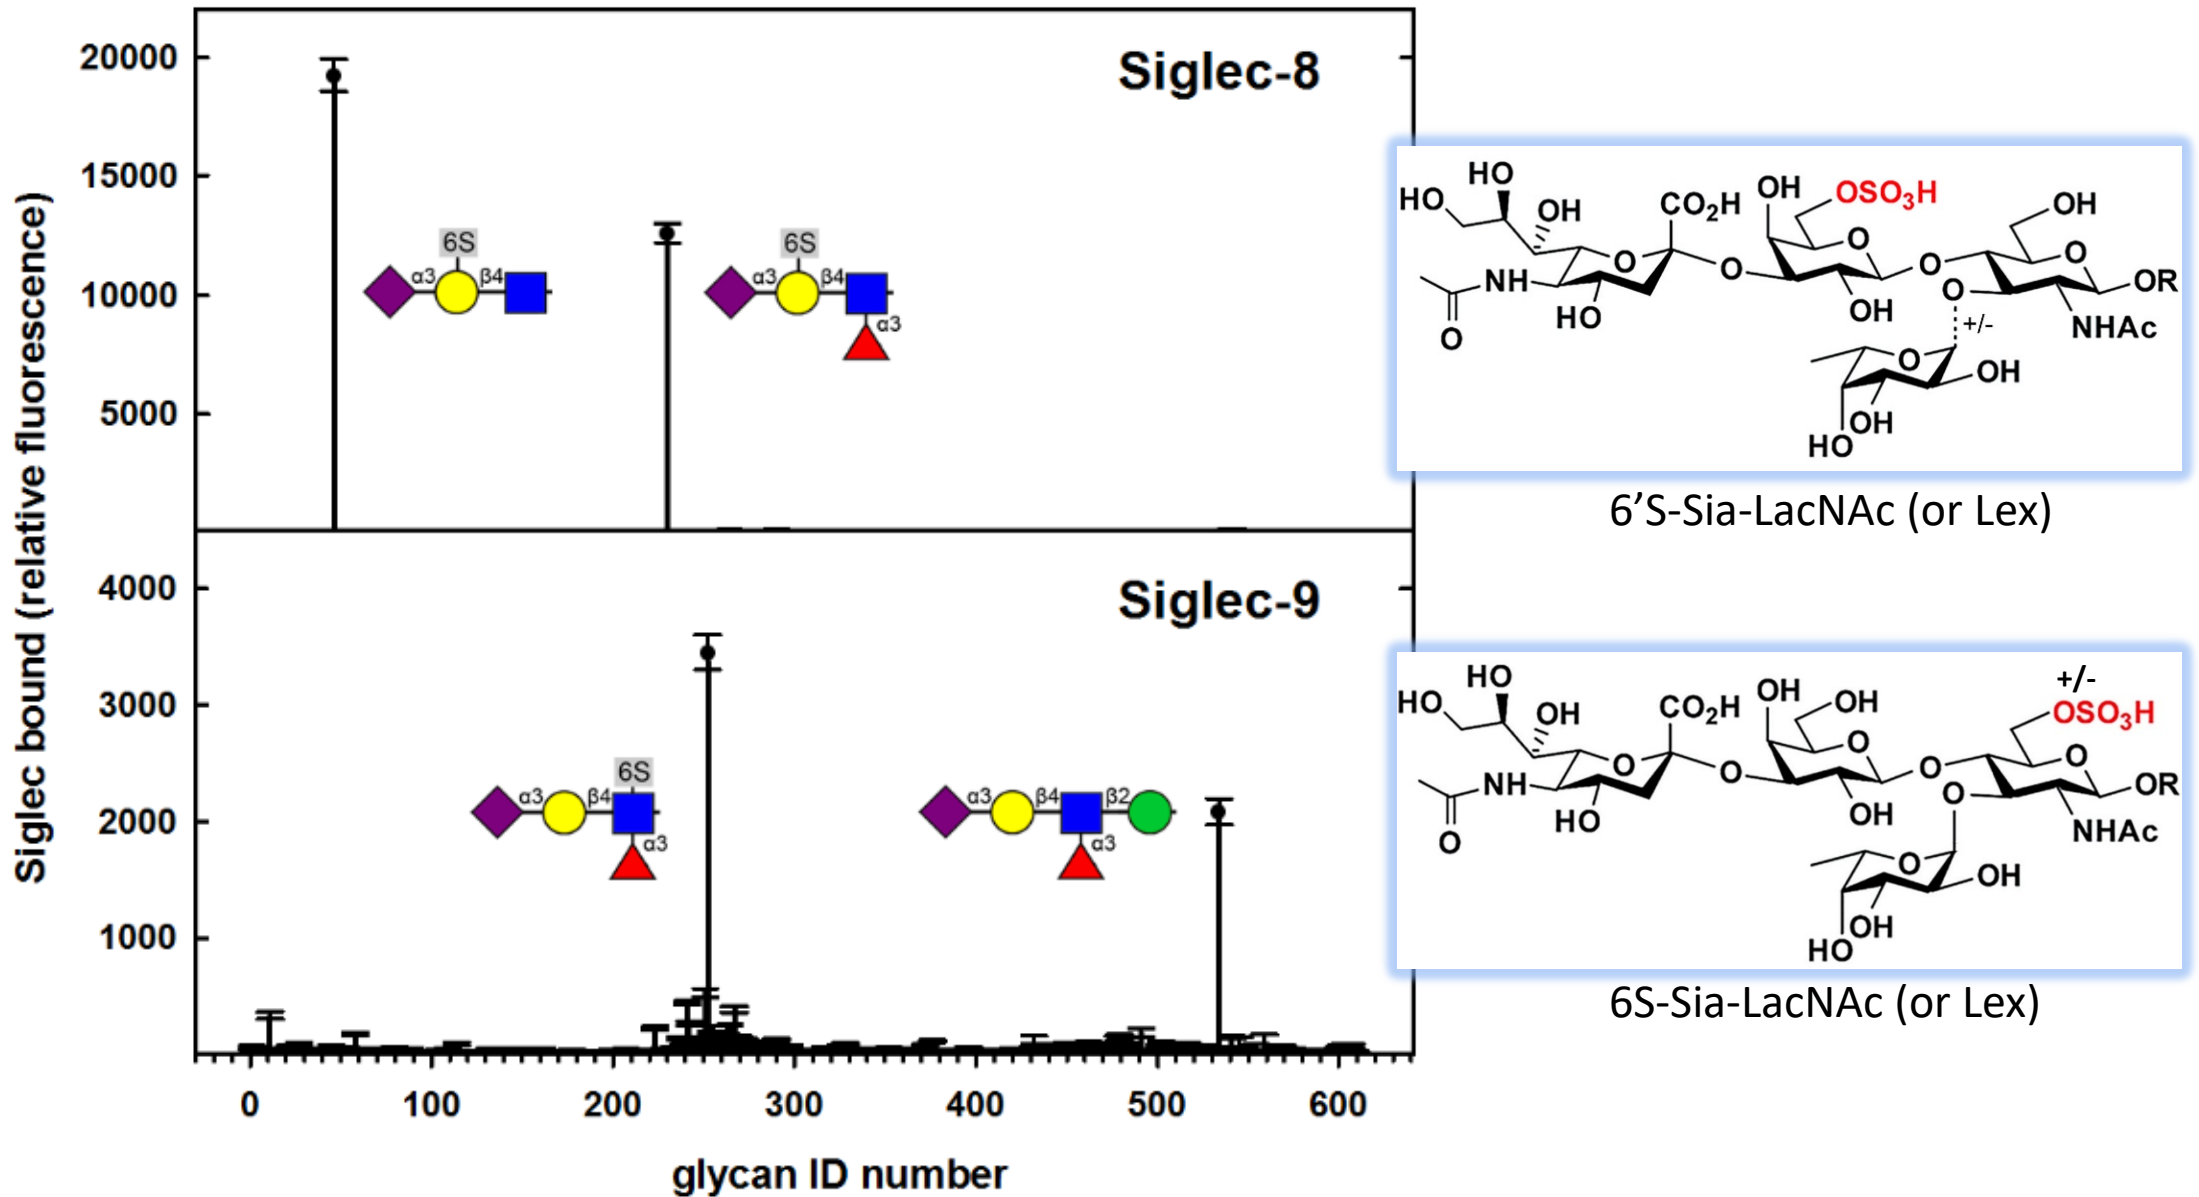 Siglec bound (relative fluorescence)
20000
15000
10000
5000
Siglec-8
6S
α3
β4
6S
α3
β4
α3
HO
HO
OH
CO2H
OH
OSO3H
OH
O
O
O
O
O
NH
O
HO
OH
O
OR
NHAc
+/-
O
OH
OH
HO
6’S-Sia-LacNAc (or Lex)
4000
3000
2000
1000
Siglec-9
6S
α3
β4
α3
α3
β4
β2
α3
HO
HO
OH
CO2H
OH
OH
+/-
OSO3H
O
O
O
O
O
NH
O
HO
OH
O
OR
NHAc
O
OH
OH
HO
6S-Sia-LacNAc (or Lex)
0 100 200 300 400 500 600
glycan ID number